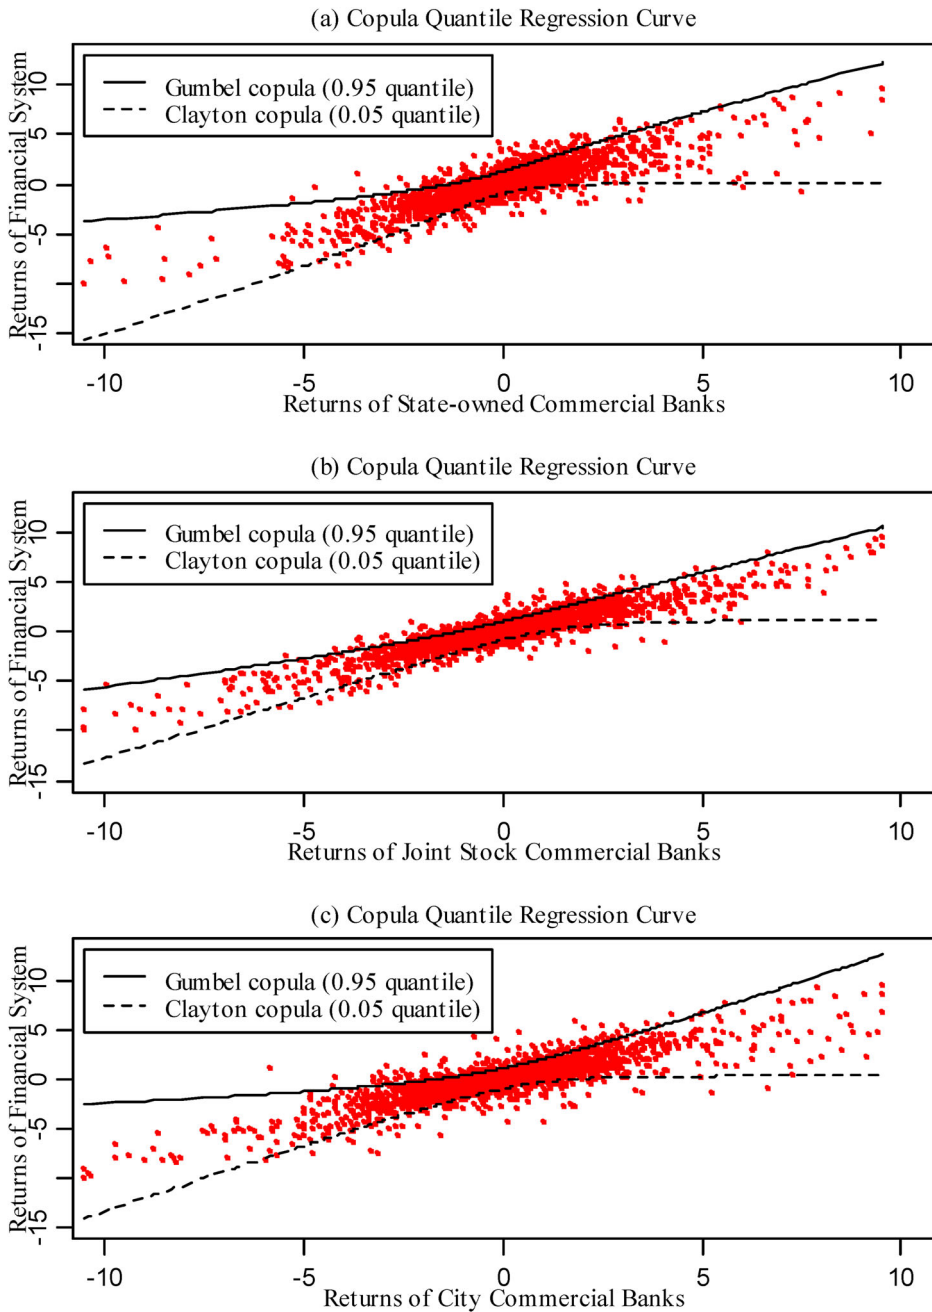 (a) Copula Quantile Regression Curve
Returns of Financial System
10
5
0
-5
-15
Gumbel copula (0.95 quantile)
Clayton copula (0.05 quantile)
-10 -5 0 5 10
Returns of State-owned Commercial Banks
(b) Copula Quantile Regression Curve
Returns of Financial System
10
5
0
-5
-15
Gumbel copula (0.95 quantile)
Clayton copula (0.05 quantile)
-10 -5 0 5 10
Returns of Joint Stock Commercial Banks
(c) Copula Quantile Regression Curve
Returns of Financial System
10
5
0
-5
-15
Gumbel copula (0.95 quantile)
Clayton copula (0.05 quantile)
-10 -5 0 5 10
Returns of City Commercial Banks